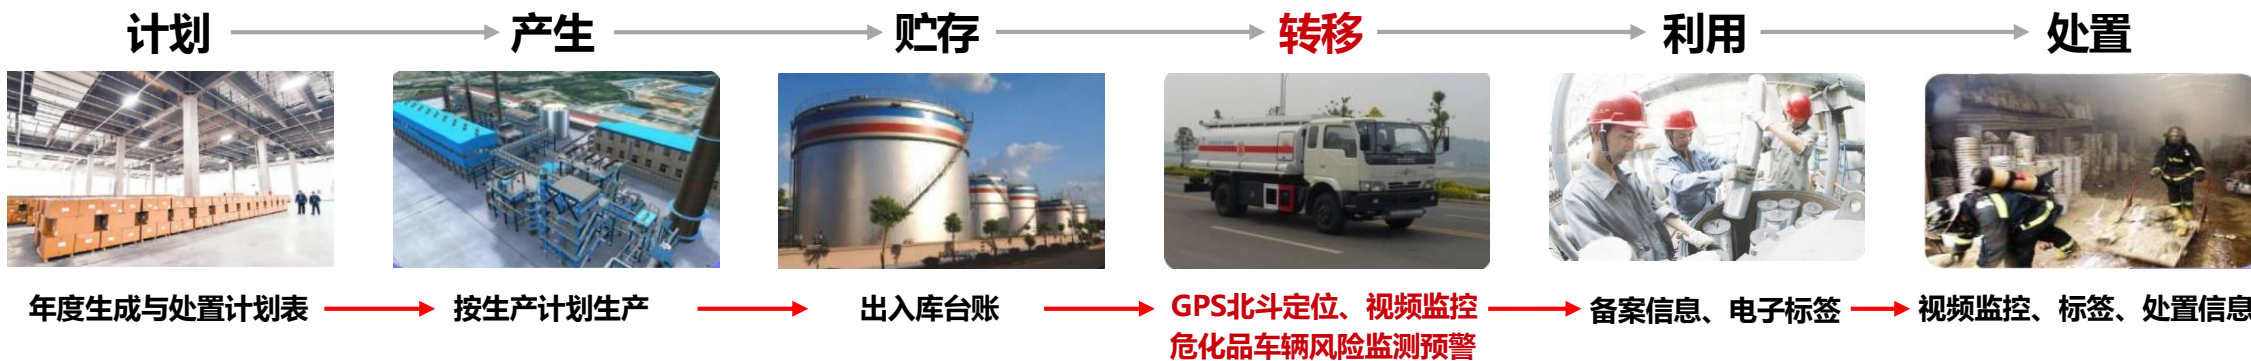 计划
产生
贮存
转移
利用
处置
年度生成与处置计划表
按生产计划生产
出入库台账
GPS北斗定位、视频监控
危化品车辆风险监测预警
备案信息、电子标签
视频监控、标签、处置信息